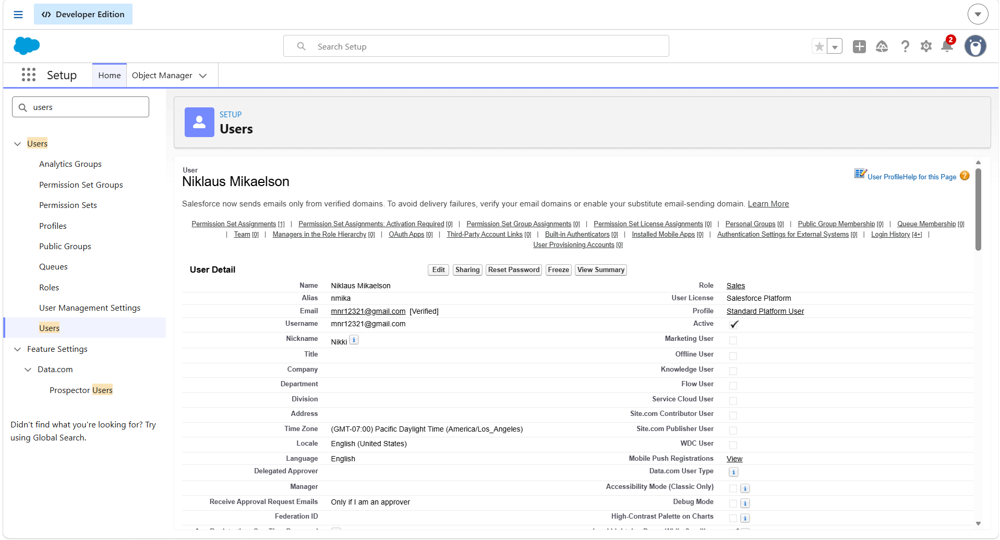 Developer Edition
Search Setup
2
Setup
Home
Object Manager
users
Users
Analytics Groups
Permission Set Groups
Permission Sets
Profiles
Public Groups
Queues
Roles
User Management Settings
Users
Feature Settings
Data.com
Prospector Users
Didn't find what you're looking for? Try
using Global Search.
SETUP
Users
User
Niklaus Mikaelson
User Profile Help for this Page ?
Salesforce now sends emails only from verified domains. To avoid delivery failures, verify your email domains or enable your substitute email-sending domain. Learn More
Permission Set Assignments [1] | Permission Set Assignments: Activation Required [0] | Permission Set Group Assignments [0] | Permission Set License Assignments [0] | Personal Groups [0] | Public Group Membership [0] | Queue Membership [0]
| Team [0] | Managers in the Role Hierarchy [0] | OAuth Apps [0] | Third-Party Account Links [0] | Built-in Authenticators [0] | Installed Mobile Apps [0] | Authentication Settings for External Systems [0] | Login History [4+] |
User Provisioning Accounts [0]
User Detail
Edit Sharing Reset Password Freeze View Summary
Name Niklaus Mikaelson Role Sales
Alias nmika User License Salesforce Platform
Email mnr12321@gmail.com [Verified] Profile Standard Platform User
Username mnr12321@gmail.com Active
Nickname Nikki i Marketing User
Title Offline User
Company Knowledge User
Department Flow User
Division Service Cloud User
Address Site.com Contributor User
Time Zone (GMT-07:00) Pacific Daylight Time (America/Los_Angeles) Site.com Publisher User
Locale English (United States) WDC User
Language English Mobile Push Registrations View
Delegated Approver Data.com User Type i
Manager Accessibility Mode (Classic Only) i
Receive Approval Request Emails Only if I am an approver Debug Mode i
Federation ID High-Contrast Palette on Charts i